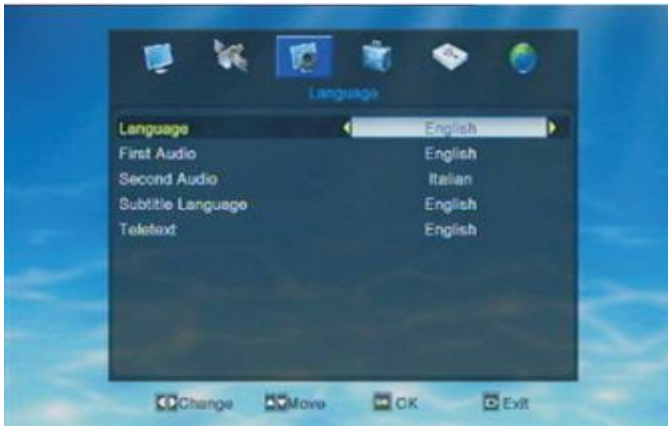 Language
Language English
First Audio English
Second Audio Italian
Subtitle Language English
Teletext English
Change Move OK Exit